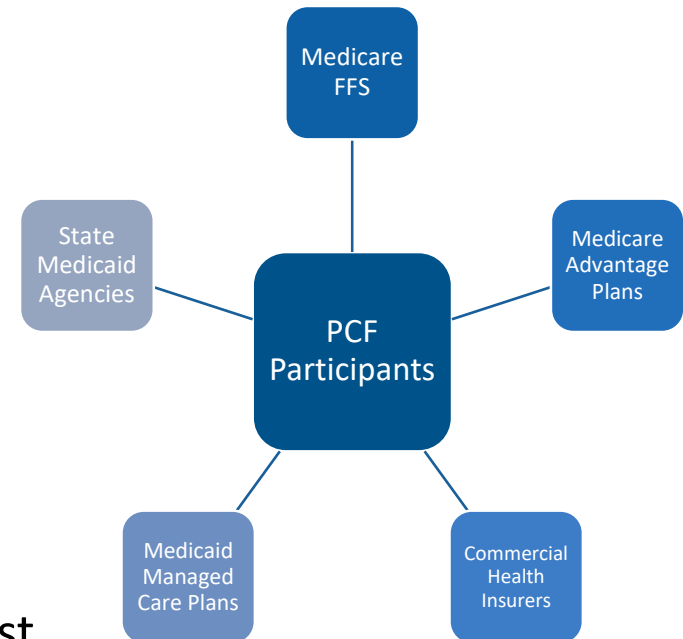 Medicare
FFS
State
Medicaid
Agencies
Medicare
Advantage
Plans
PCF
Participants
Medicaid
Managed
Care Plans
Commercial
Health
Insurers